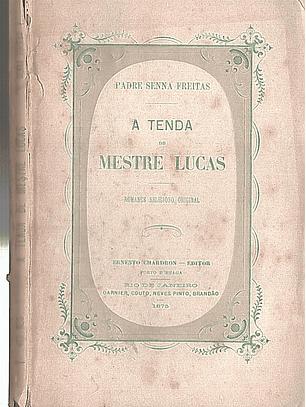 PADRE SENNA FREITAS
A TENDA
DE
MESTRE LUCAS
ROMANCE RELIGIOSO ORIGINAL
ERNESTO CHARDRON — EDITOR
PORTO E BRAGA
RIO DE JANEIRO
GARNIER, COUTO, NEVES PINTO, BRANDÃO
1875